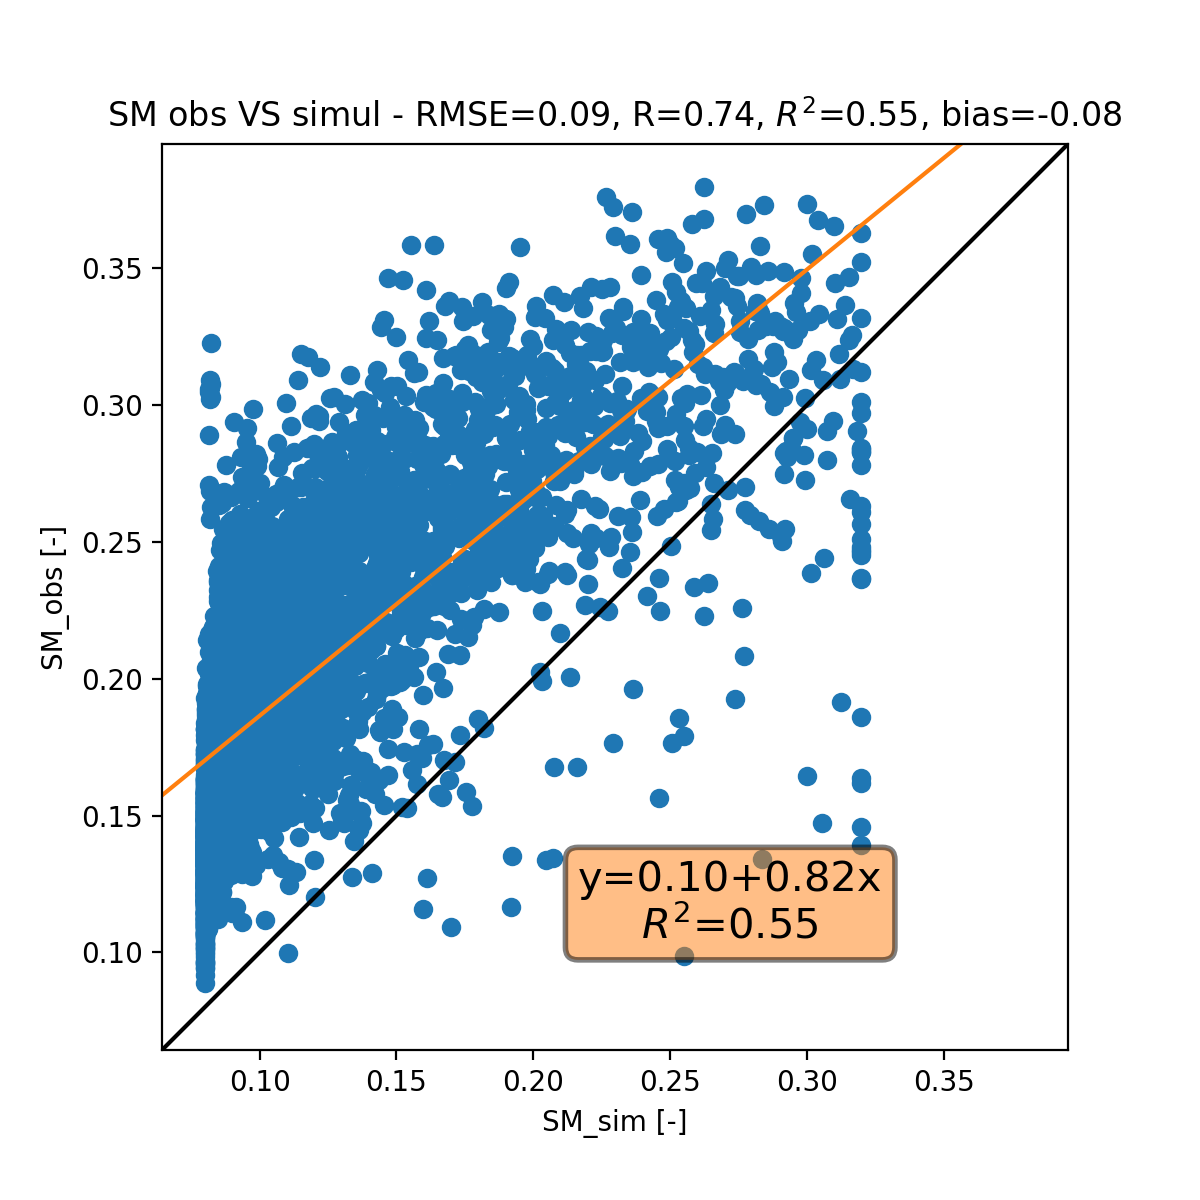 SM obs VS simul - RMSE=0.09, R=0.74, R²=0.55, bias=-0.08
0.35
0.30
0.25
0.20
0.15
0.10
SM_obs [-]
y=0.10+0.82x
R²=0.55
0.10 0.15 0.20 0.25 0.30 0.35
SM_sim [-]